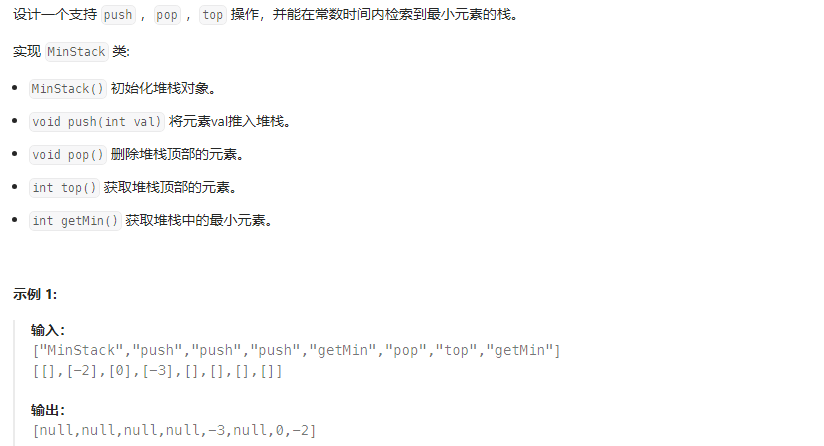 设计一个支持 push ，pop ，top 操作，并能在常数时间内检索到最小元素的栈。
实现 MinStack 类:
MinStack() 初始化堆栈对象。
void push(int val) 将元素val推入堆栈。
void pop() 删除堆栈顶部的元素。
int top() 获取堆栈顶部的元素。
int getMin() 获取堆栈中的最小元素。
示例 1:
输入：
["MinStack","push","push","push","getMin","pop","top","getMin"]
[[],[-2],[0],[-3],[],[],[],[]]
输出：
[null,null,null,null,-3,null,0,-2]